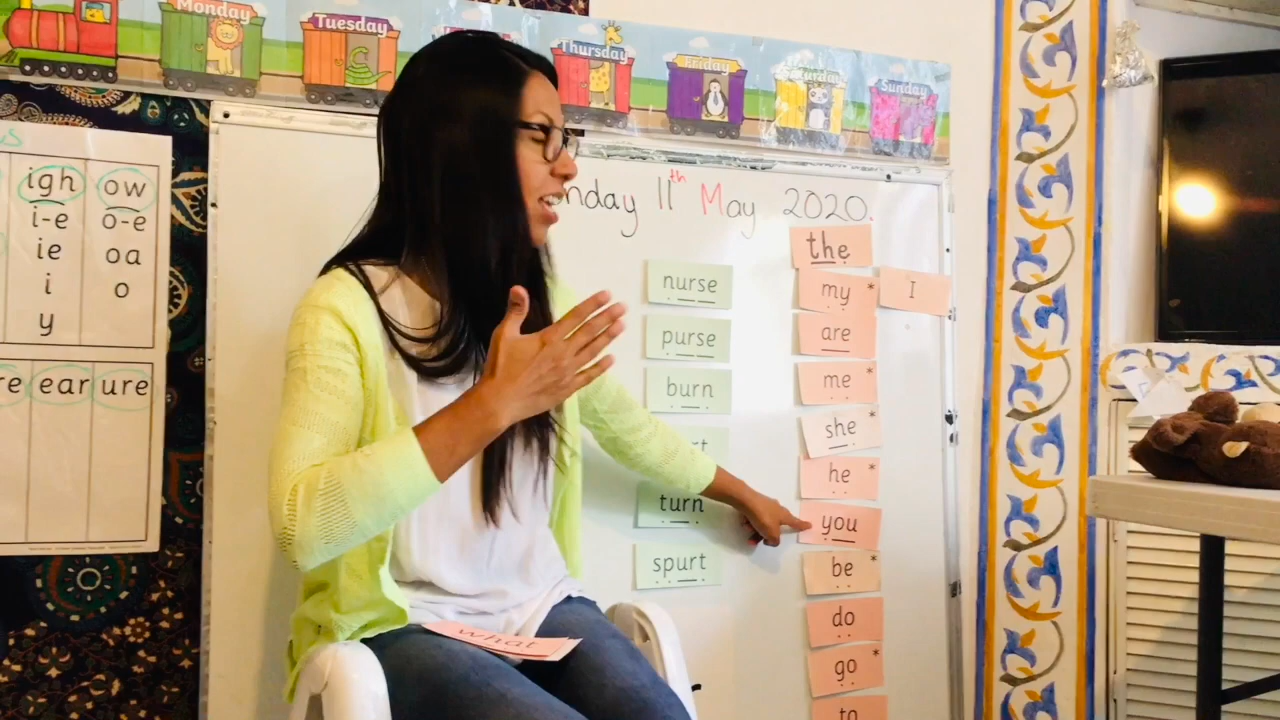 Monday
Tuesday
Thursday
Friday
Sunday
igh ow
i-e o-e
ie oa
i o
y
ear ure
nday 11th May 2020.
the
my* I
are
me*
she*
he*
you
be*
do
go*
to
nurse
purse
burn
turn
spurt
what